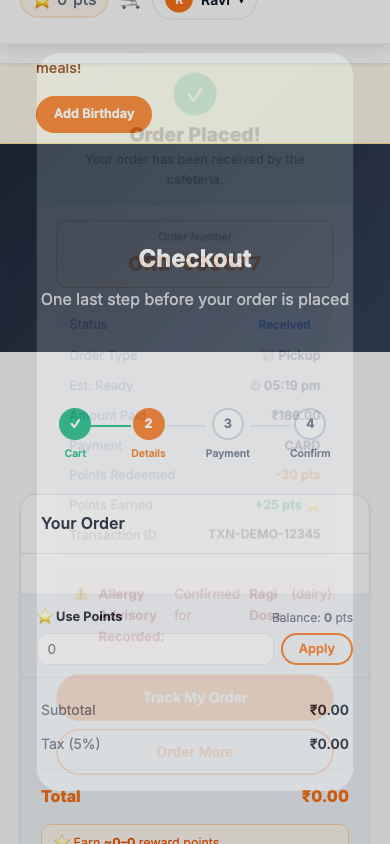 0 pts
R
Ravi
meals!
Add Birthday
Order Placed!
Your order has been received by the
cafeteria.
Order Number
Checkout
One last step before your order is placed
Status Received
Order Type Pickup
Est. Ready 05:19 pm
Amount Paid ₹186.00
Payment CARD
Points Redeemed -30 pts
Points Earned +25 pts
Transaction ID TXN-DEMO-12345
2 3 4
Cart Details Payment Confirm
Your Order
Allergy Advisory Recorded: Confirmed for Ragi Dosa (dairy).
Use Points Balance: 0 pts
0 Apply
Track My Order
Subtotal ₹0.00
Tax (5%) ₹0.00
Order More
Total ₹0.00
Earn ~0–0 reward points